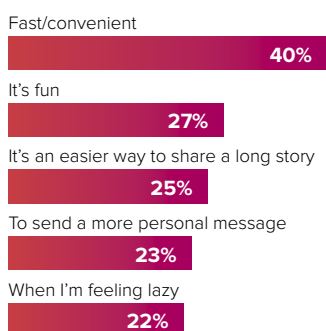 Fast/convenient
40%
It's fun
27%
It's an easier way to share a long story
25%
To send a more personal message
23%
When I'm feeling lazy
22%